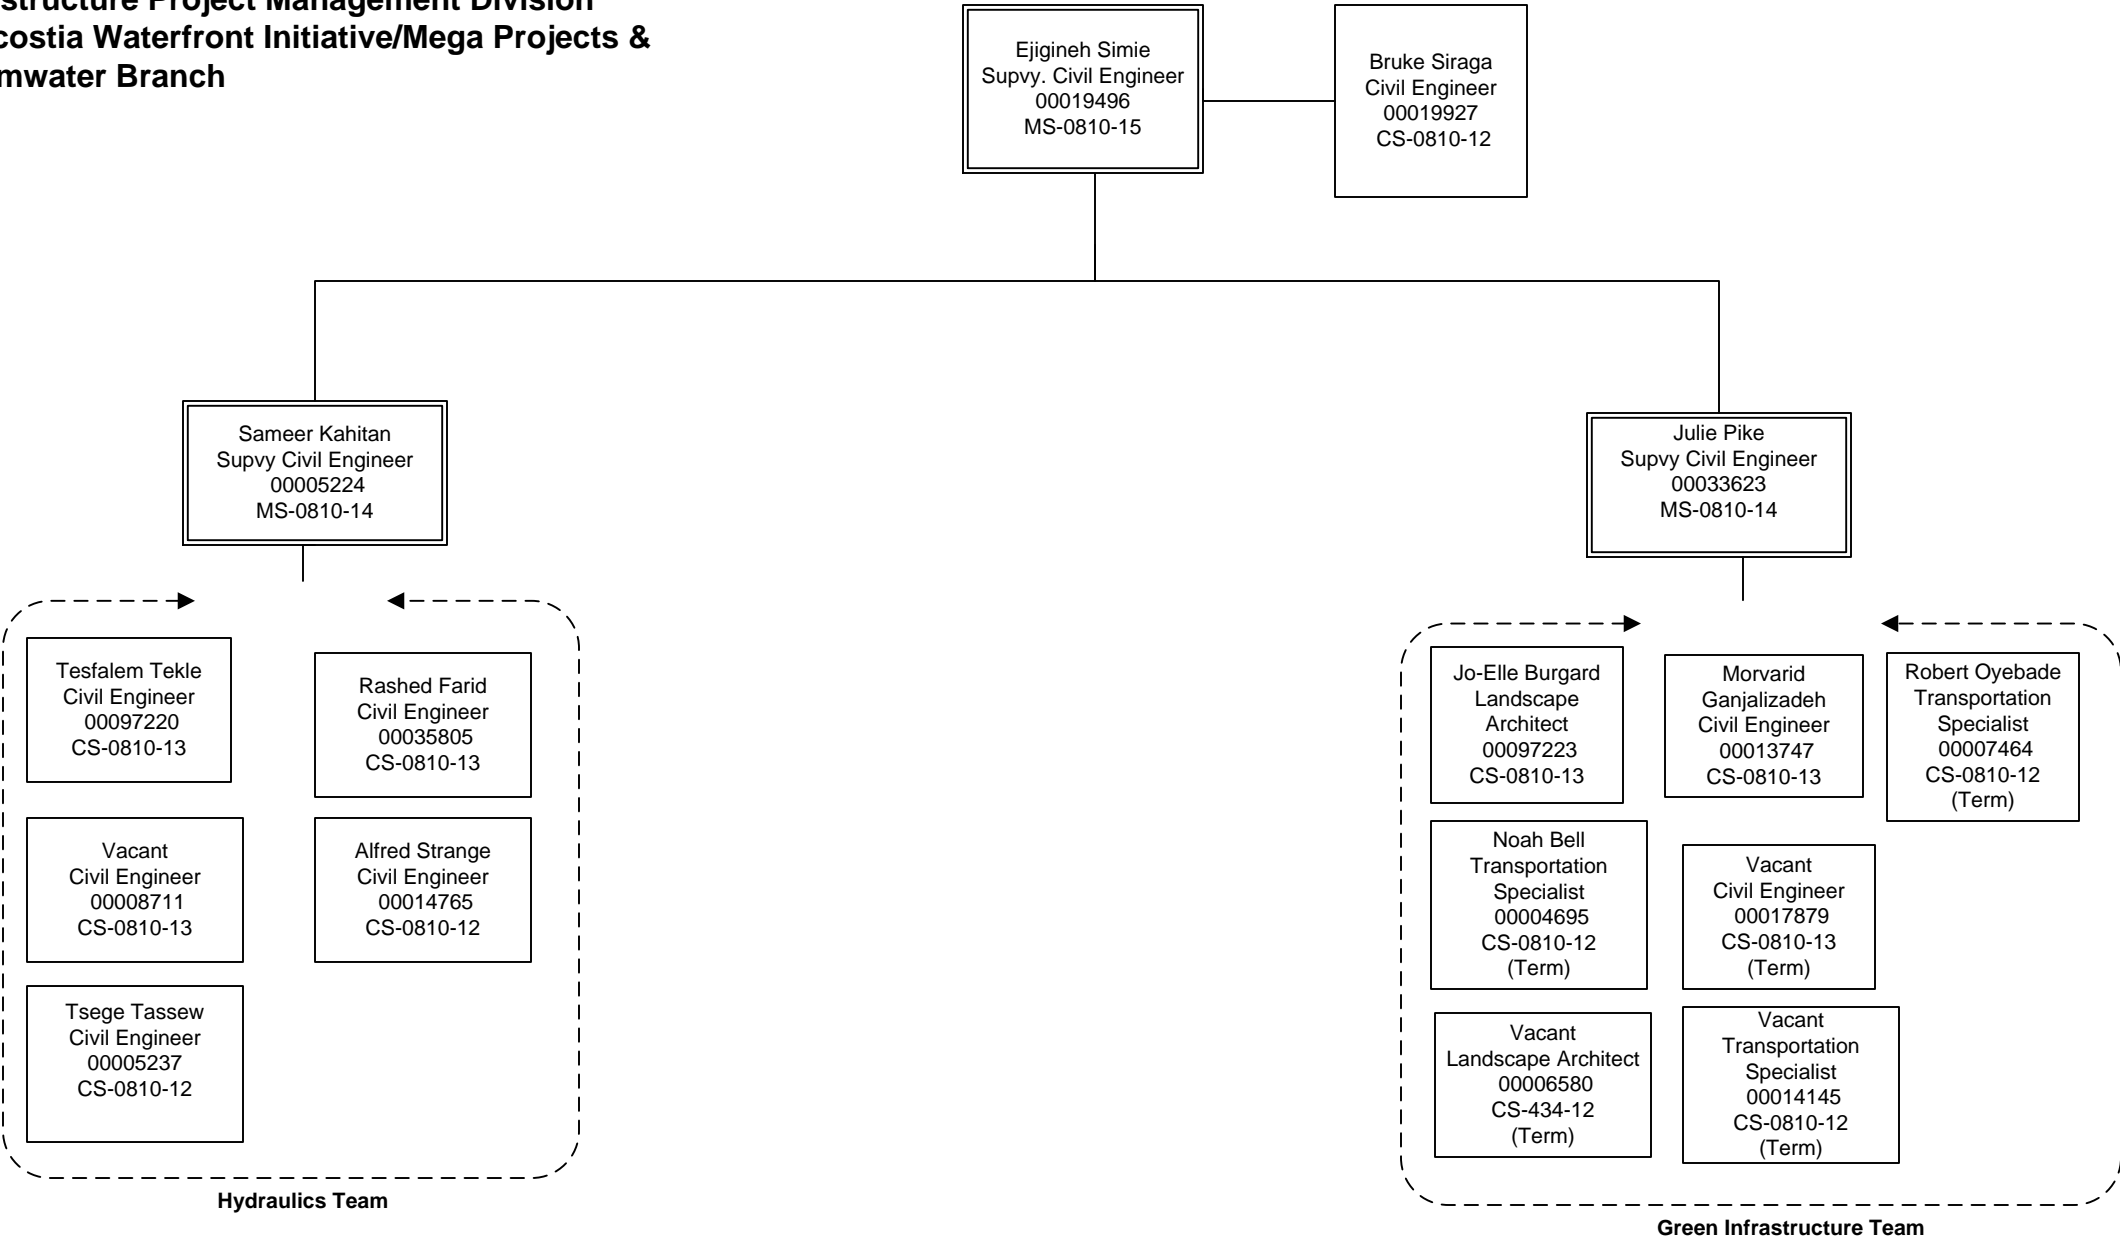 structure Project Management Division
costia Waterfront Initiative/Mega Projects &
mwater Branch
Ejigineh Simie
Supvy. Civil Engineer
00019496
MS-0810-15
Bruke Siraga
Civil Engineer
00019927
CS-0810-12
Sameer Kahitan
Supvy Civil Engineer
00005224
MS-0810-14
Julie Pike
Supvy Civil Engineer
00033623
MS-0810-14
Tesfalem Tekle
Civil Engineer
00097220
CS-0810-13
Rashed Farid
Civil Engineer
00035805
CS-0810-13
Vacant
Civil Engineer
00008711
CS-0810-13
Alfred Strange
Civil Engineer
00014765
CS-0810-12
Tsege Tassew
Civil Engineer
00005237
CS-0810-12
Hydraulics Team
Jo-Elle Burgard
Landscape
Architect
00097223
CS-0810-13
Morvarid
Ganjalizadeh
Civil Engineer
00013747
CS-0810-13
Robert Oyebade
Transportation
Specialist
00007464
CS-0810-12
(Term)
Noah Bell
Transportation
Specialist
00004695
CS-0810-12
(Term)
Vacant
Civil Engineer
00017879
CS-0810-13
(Term)
Vacant
Landscape Architect
00006580
CS-434-12
(Term)
Vacant
Transportation
Specialist
00014145
CS-0810-12
(Term)
Green Infrastructure Team